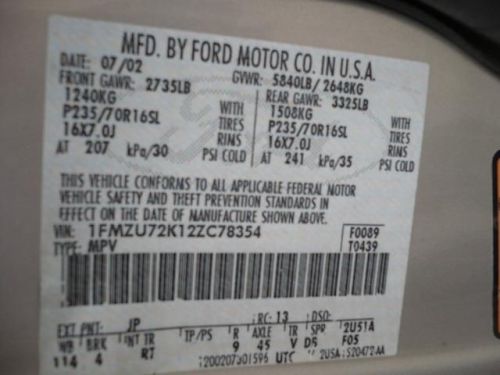 MFD. BY FORD MOTOR CO. IN U.S.A.
DATE: 07/02 GVWR: 5840LB/ 2648KG
FRONT GAWR: 2735LB REAR GAWR: 3325LB
1240KG WITH 1508KG WITH
P235/70R16SL TIRES P235/70R16SL TIRES
16X7.0J RIMS 16X7.0J RIMS
AT 207 kPa/30 PSI COLD AT 241 kPa/35 PSI COLD
THIS VEHICLE CONFORMS TO ALL APPLICABLE FEDERAL MOTOR
VEHICLE SAFETY AND THEFT PREVENTION STANDARDS IN
EFFECT ON THE DATE OF MANUFACTURE SHOWN ABOVE.
VIN: 1FMZU72K12ZC78354 F0089
TYPE: MPV T0439
EXT PNT: JP RC: 13 DSO:
WB BRK INT TR TP/PS R AXLE TR SPR 2U51A
114 4 R7 9 45 V D5 F05
UTC